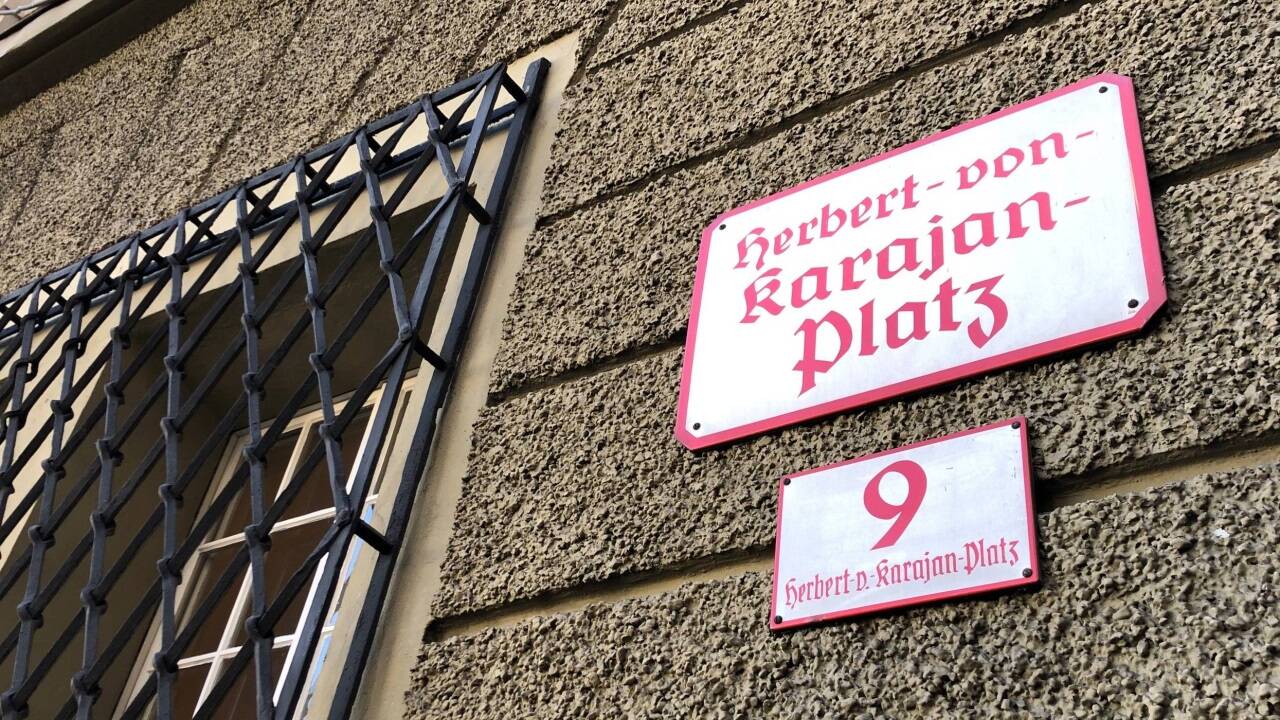 Herbert-von-
Karajan-
Platz
9
Herbert-v.-Karajan-Platz